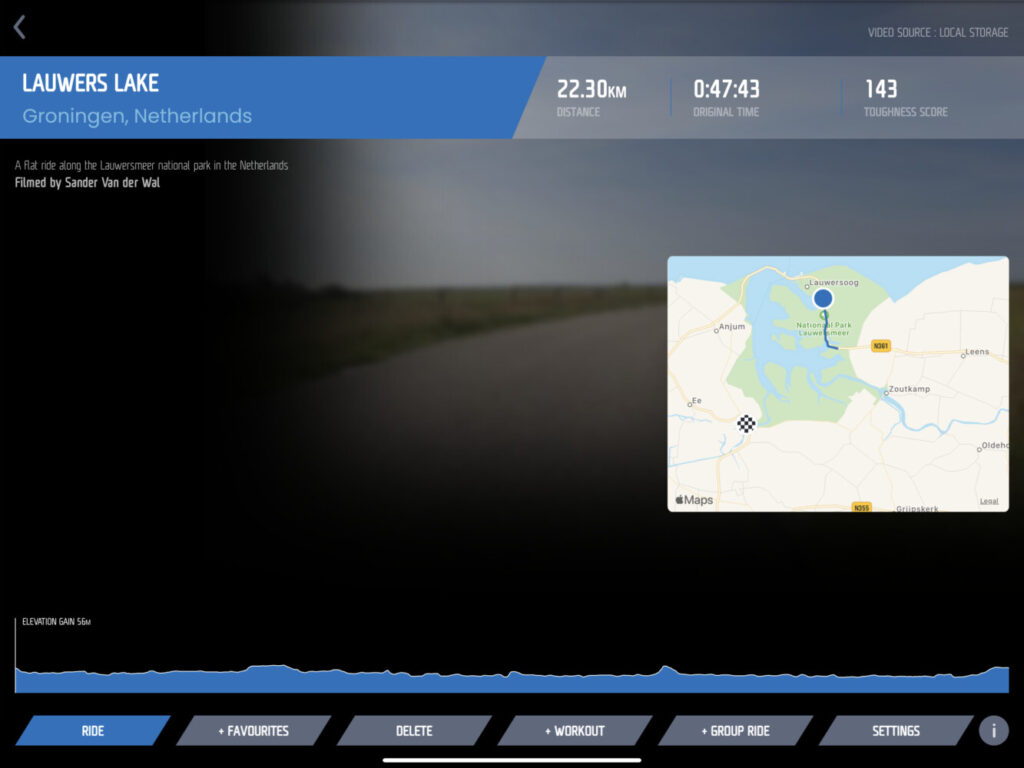 VIDEO SOURCE : LOCAL STORAGE
LAUWERS LAKE
Groningen, Netherlands
22.30KM
DISTANCE
0:47:43
ORIGINAL TIME
143
TOUGHNESS SCORE
A flat ride along the Lauwersmeer national park in the Netherlands
Filmed by Sander Van der Wal
Lauwersoog
Anjum
Nationaal Park
Lauwersmeer
N361
Leens
Zoutkamp
Ee
Oldeho
Maps
Legal
N355
Grijpskerk
ELEVATION GAIN 56M
RIDE
+ FAVOURITES
DELETE
+ WORKOUT
+ GROUP RIDE
SETTINGS
i